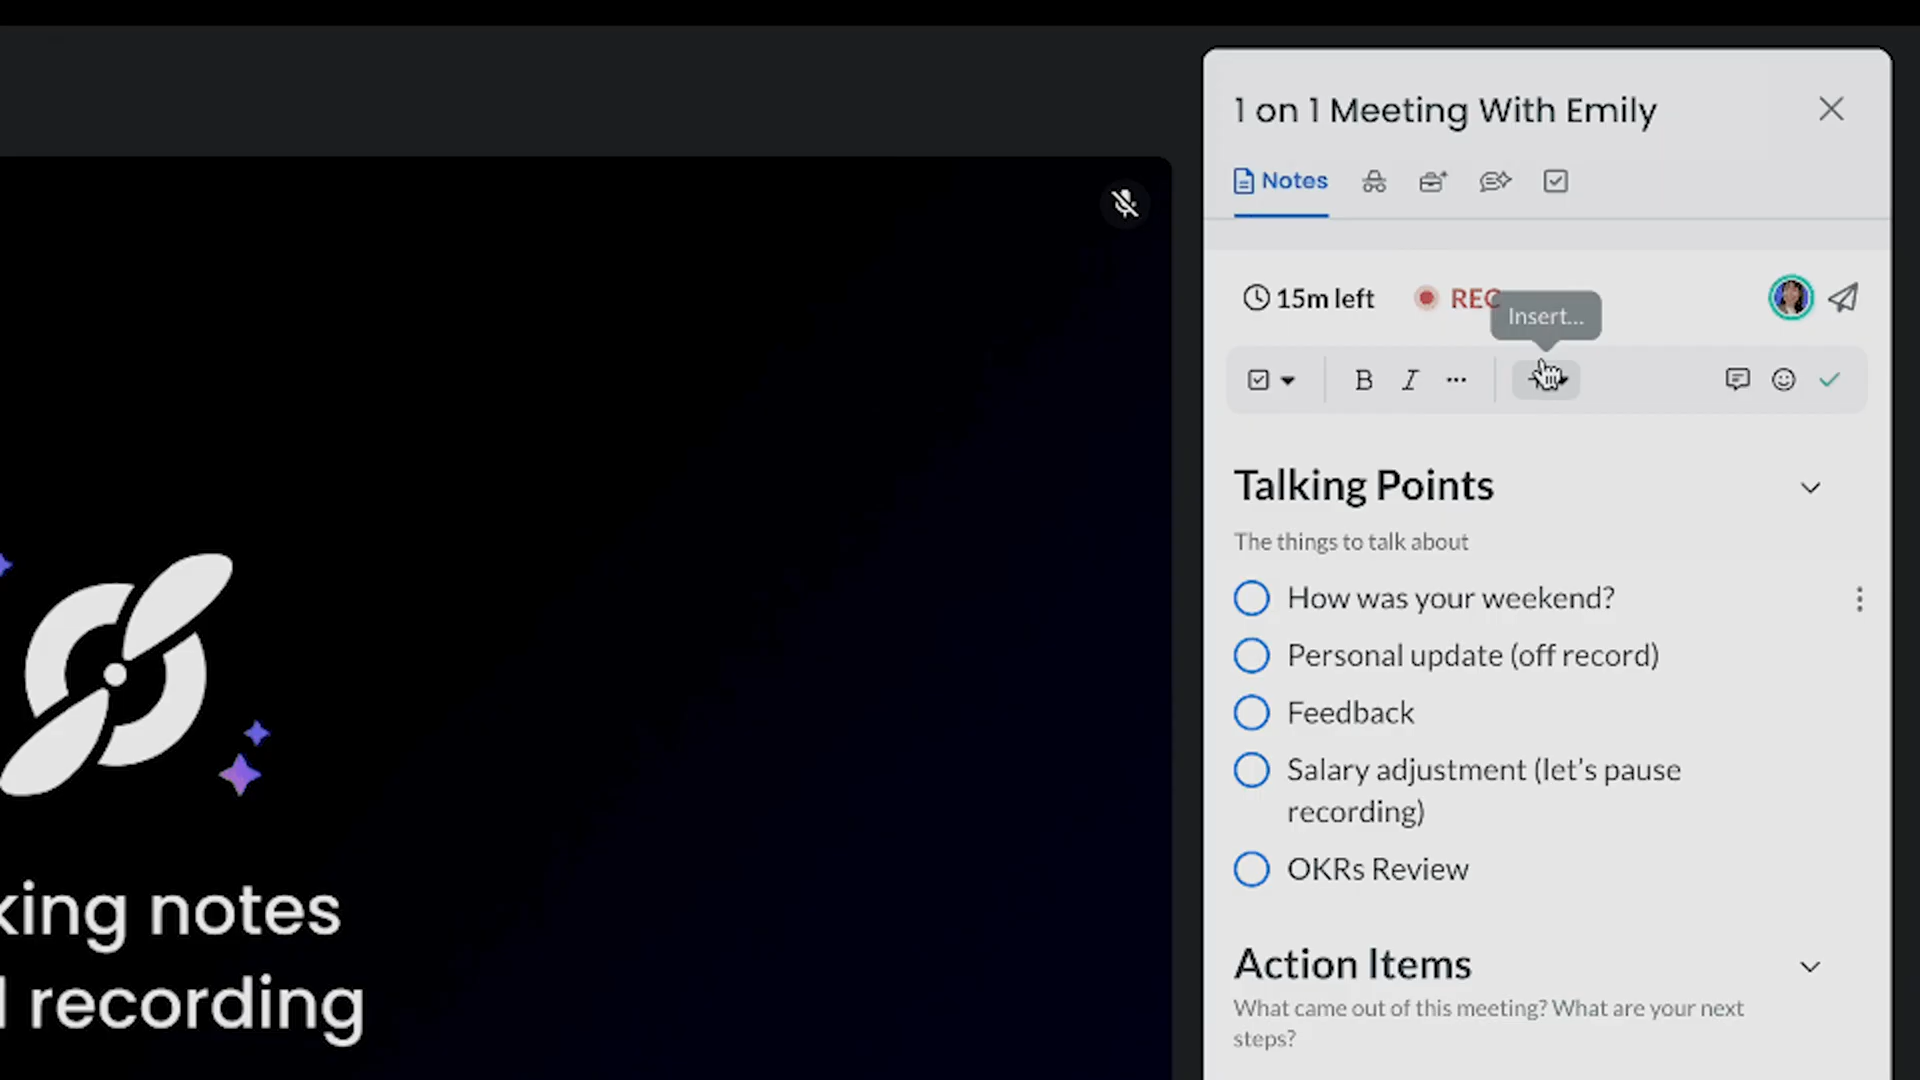 1 on 1 Meeting With Emily
Notes
15m left
REC
Insert...
B I ...
Talking Points
The things to talk about
How was your weekend?
Personal update (off record)
Feedback
Salary adjustment (let's pause
recording)
OKRs Review
Action Items
What came out of this meeting? What are your next
steps?
king notes
recording